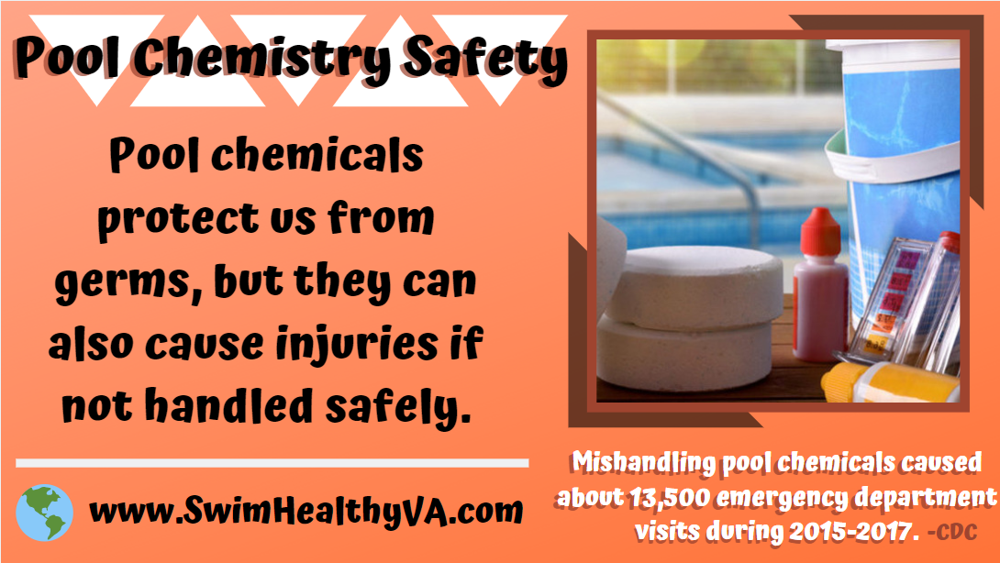 Pool Chemistry Safety
Pool chemicals
protect us from
germs, but they can
also cause injuries if
not handled safely.
www.SwimHealthyVA.com
Mishandling pool chemicals caused
about 13,500 emergency department
visits during 2015-2017. -CDC